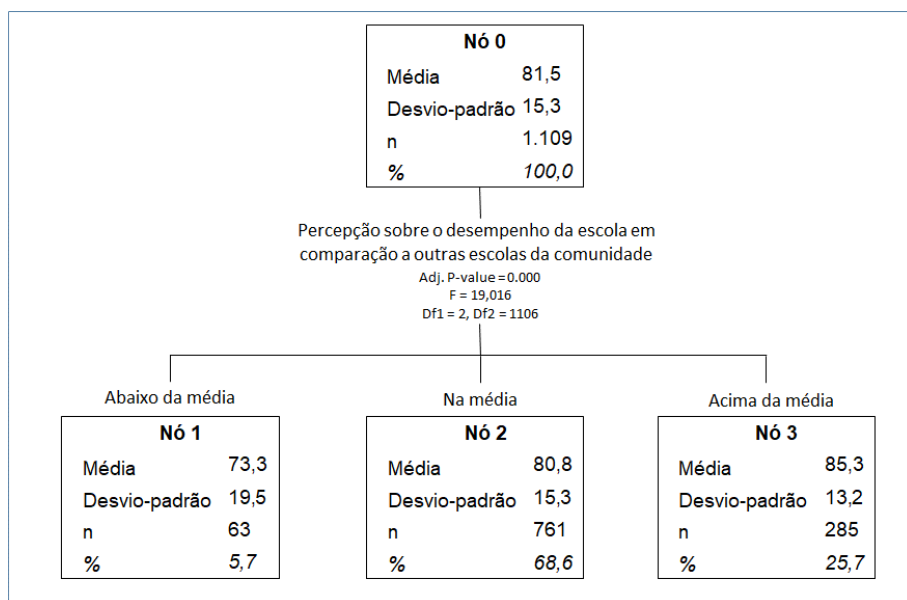 Nó 0
Média 81,5
Desvio-padrão 15,3
n 1.109
% 100,0
Percepção sobre o desempenho da escola em
comparação a outras escolas da comunidade
Adj. P-value=0.000
F = 19,016
Df1 = 2, Df2 = 1106
Abaixo da média
Nó 1
Média 73,3
Desvio-padrão 19,5
n 63
% 5,7
Na média
Nó 2
Média 80,8
Desvio-padrão 15,3
n 761
% 68,6
Acima da média
Nó 3
Média 85,3
Desvio-padrão 13,2
n 285
% 25,7